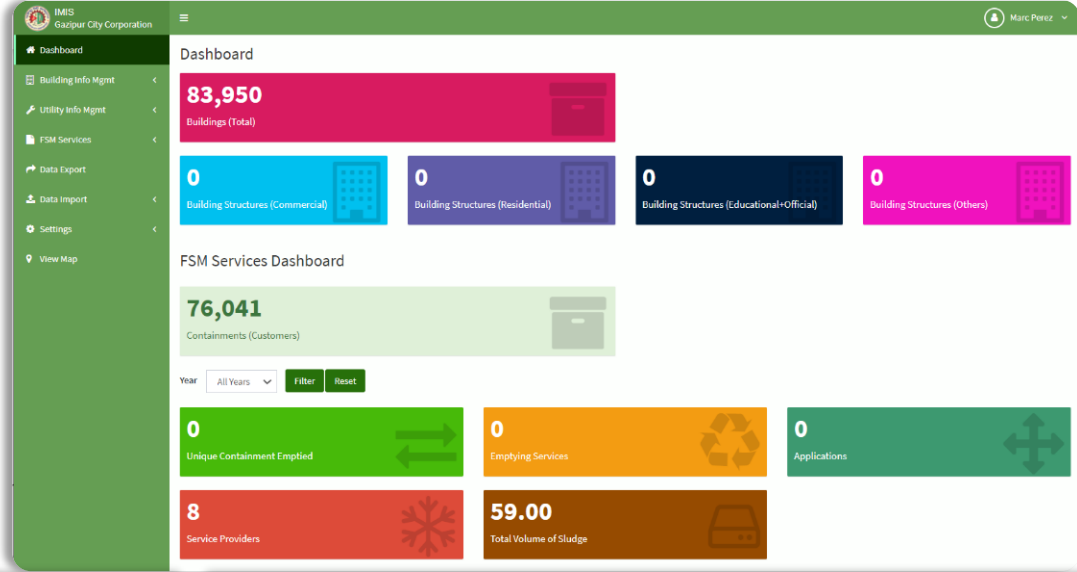 IMIS
Gazipur City Corporation
Marc Perez
Dashboard
Building Info Mgmt
Utility Info Mgmt
FSM Services
Data Export
Data Import
Settings
View Map
Dashboard
83,950
Buildings (Total)
0
Building Structures (Commercial)
0
Building Structures (Residential)
0
Building Structures (Educational+Official)
0
Building Structures (Others)
FSM Services Dashboard
76,041
Containments (Customers)
Year All Years Filter Reset
0
Unique Containment Emptied
0
Emptying Services
0
Applications
8
Service Providers
59.00
Total Volume of Sludge